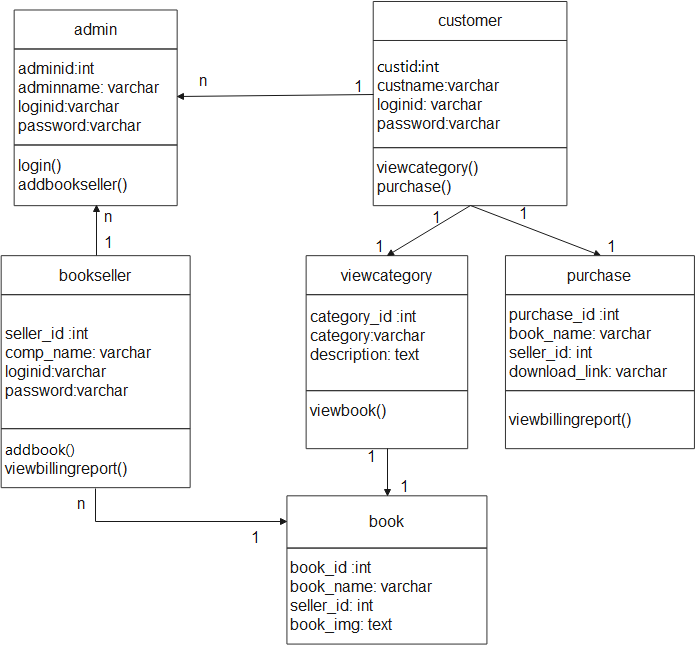 admin
adminid:int
adminname: varchar
loginid:varchar
password:varchar
login()
addbookseller()
customer
custid:int
custname:varchar
loginid: varchar
password:varchar
viewcategory()
purchase()
n
1
n
1
1
1
1
1
bookseller
seller_id :int
comp_name: varchar
loginid:varchar
password:varchar
addbook()
viewbillingreport()
viewcategory
category_id :int
category:varchar
description: text
viewbook()
purchase
purchase_id :int
book_name: varchar
seller_id: int
download_link: varchar
viewbillingreport()
1
1
n
1
book
book_id :int
book_name: varchar
seller_id: int
book_img: text